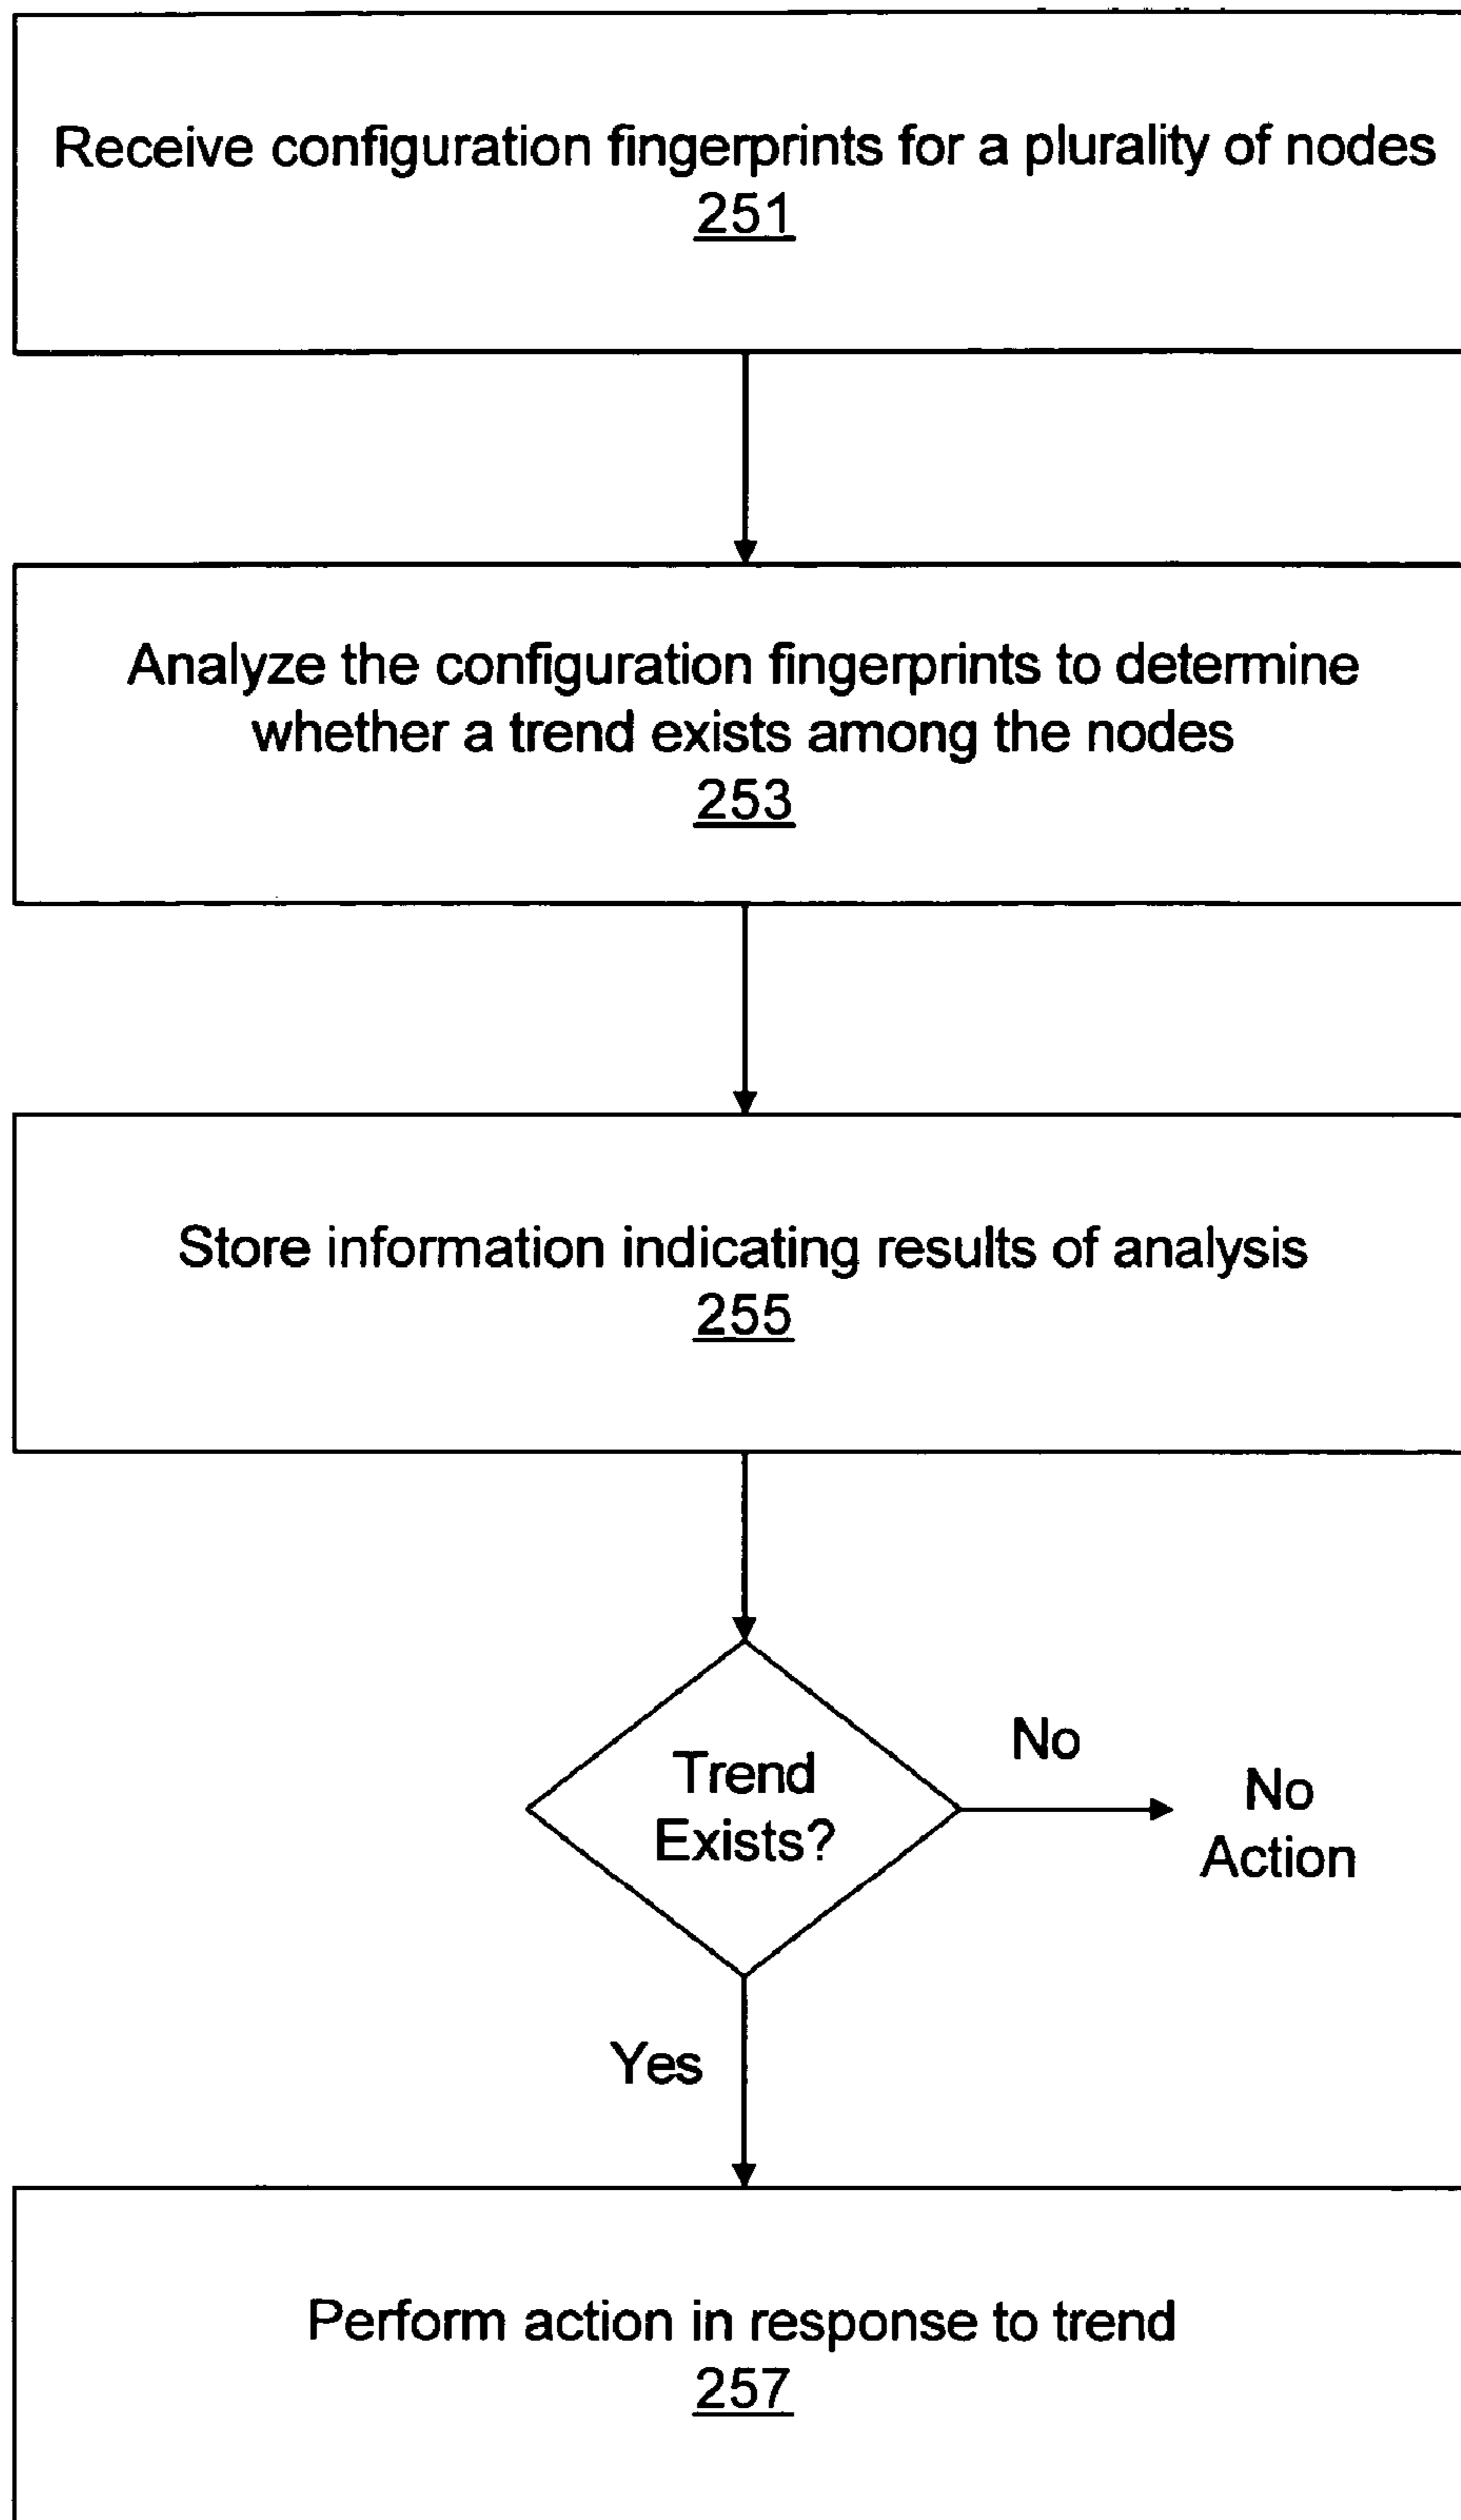 Receive configuration fingerprints for a plurality of nodes
251
Analyze the configuration fingerprints to determine
whether a trend exists among the nodes
253
Store information indicating results of analysis
255
Trend
Exists?
No
No
Action
Yes
Perform action in response to trend
257